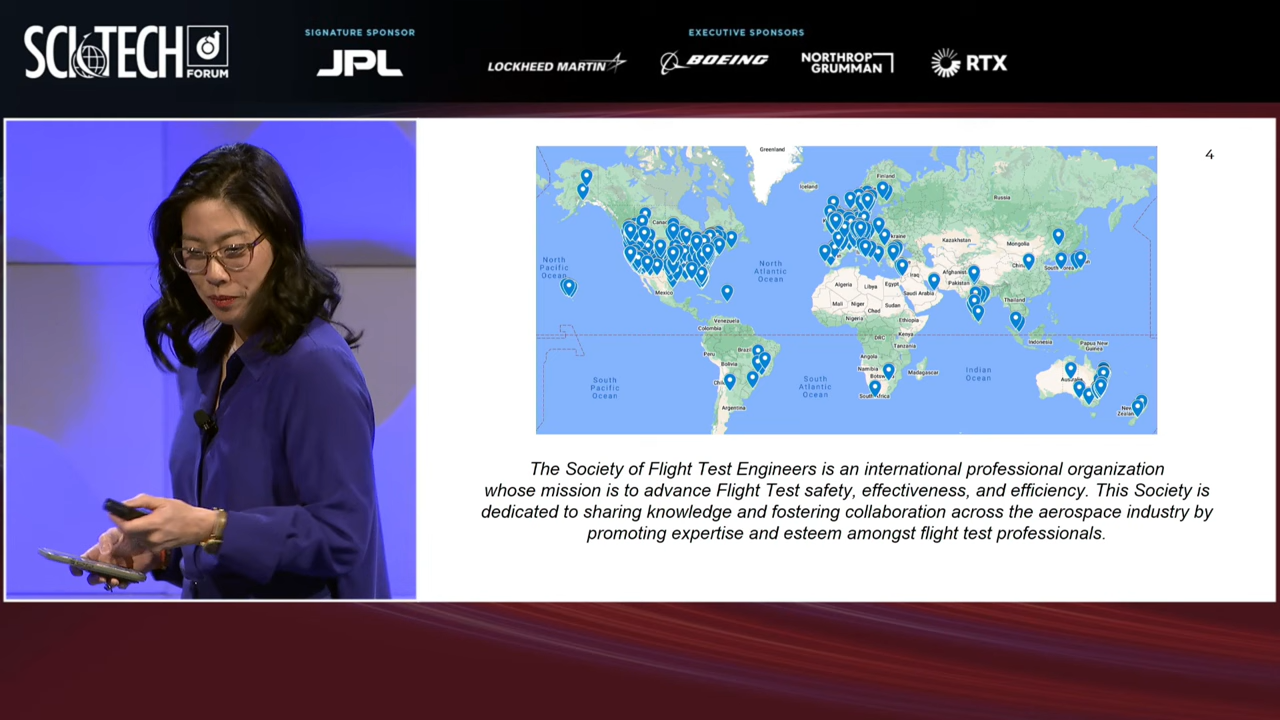 SCITECH
FORUM
SIGNATURE SPONSOR
JPL
EXECUTIVE SPONSORS
LOCKHEED MARTIN
BOEING
NORTHROP
GRUMMAN
RTX
4
Greenland
Iceland
Finland
Russia
Canada
Ukraine
Kazakhstan
Mongolia
North
Pacific
Ocean
North
Atlantic
Ocean
Iraq
Afghanistan
Pakistan
South Korea
Mexico
Algeria
Libya
Egypt
Saudi Arabia
Mali
Niger
Sudan
Chad
Thailand
Venezuela
Colombia
Nigeria
Ethiopia
Kenya
DRC
Tanzania
Indonesia
Papua New
Guinea
Peru
Brazil
Bolivia
Angola
Namibia
Madagascar
South
Pacific
Ocean
South
Atlantic
Ocean
Indian
Ocean
Argentina
South Africa
New
Zealand
The Society of Flight Test Engineers is an international professional organization
whose mission is to advance Flight Test safety, effectiveness, and efficiency. This Society is
dedicated to sharing knowledge and fostering collaboration across the aerospace industry by
promoting expertise and esteem amongst flight test professionals.